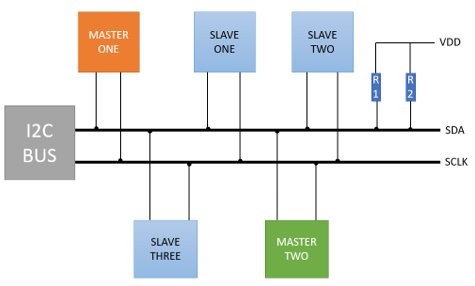 MASTER
ONE
SLAVE
ONE
SLAVE
TWO
VDD
R
1
R
2
I2C
BUS
SDA
SCLK
SLAVE
THREE
MASTER
TWO